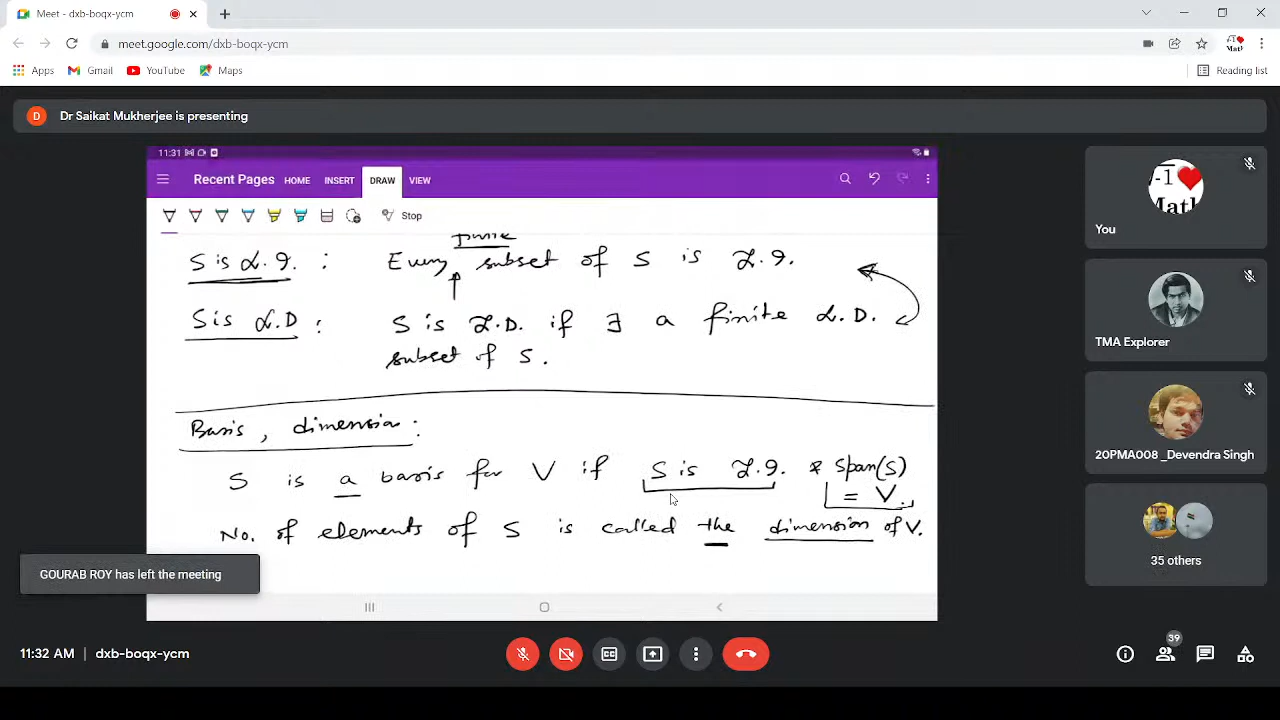 Meet - dxb-boqx-ycm
meet.google.com/dxb-boqx-ycm
Apps Gmail YouTube Maps Reading list
D Dr Saikat Mukherjee is presenting
11:31
Recent Pages HOME INSERT DRAW VIEW
Stop
finite
S is L.I. : Every subset of S is L.I.
S is L.D : S is L.D. if ∃ a finite L.D.
subset of S.
Basis, dimension:
S is a basis for V if S is L.I. & span(S)
= V.
No. of elements of S is called the dimension of V.
√-1
Math
You
TMA Explorer
20PMA008 _Devendra Singh
35 others
GOURAB ROY has left the meeting
11:32 AM | dxb-boqx-ycm
39